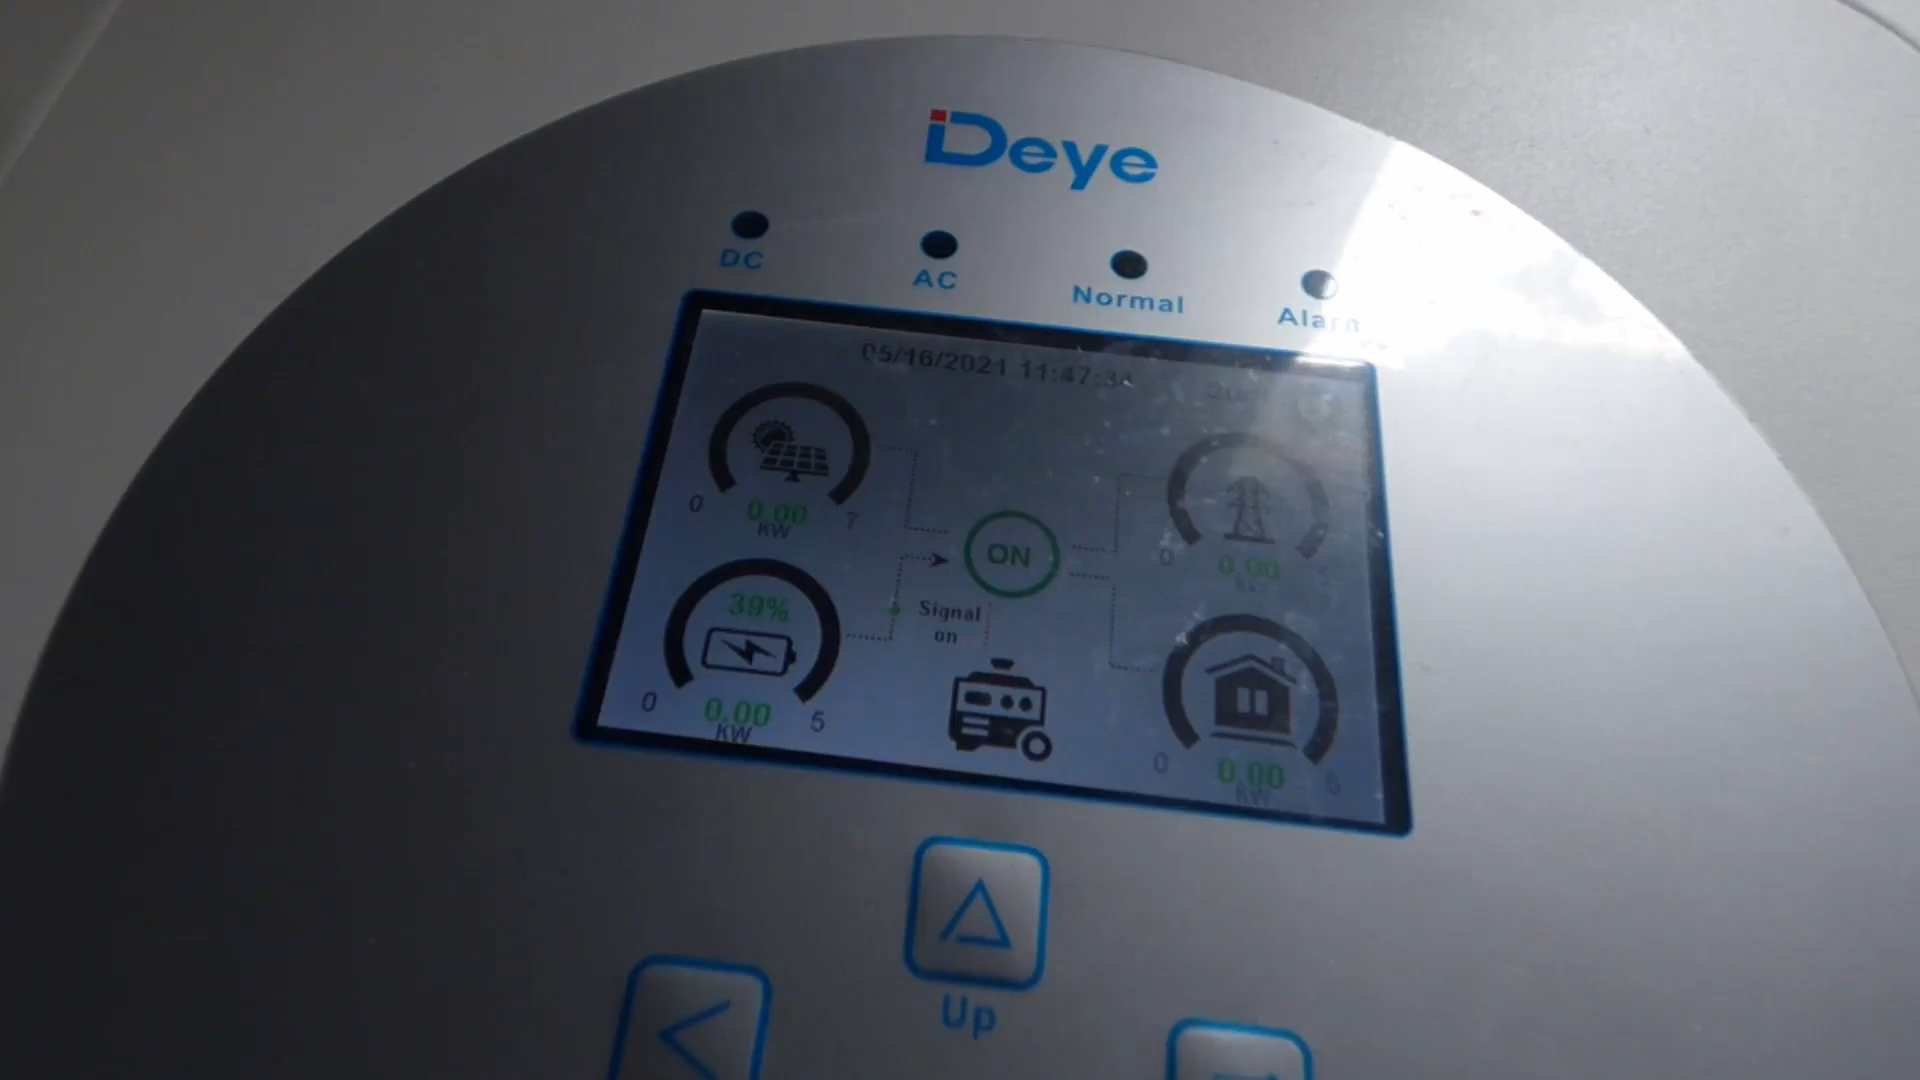 Deye
DC
AC
Normal
Alarm
05/16/2021 11:47:34
0
0.00
7
KW
0
0.00
39%
ON
Signal
on
0
0.00
5
KW
0
0.00
KW
Up